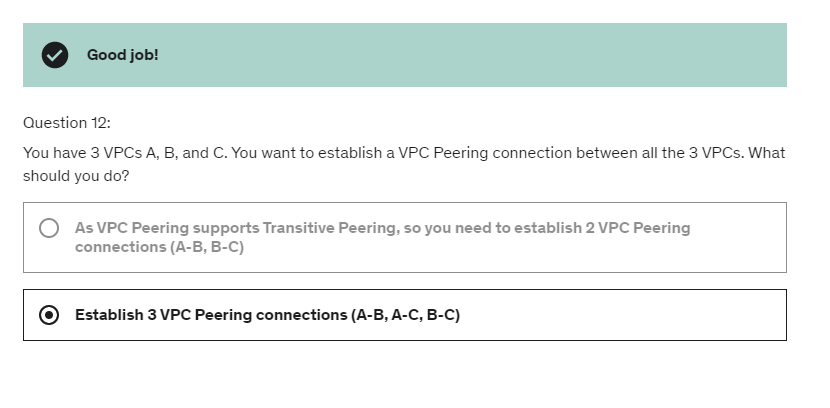 Good job!
Question 12:
You have 3 VPCs A, B, and C. You want to establish a VPC Peering connection between all the 3 VPCs. What
should you do?
As VPC Peering supports Transitive Peering, so you need to establish 2 VPC Peering
connections (A-B, B-C)
Establish 3 VPC Peering connections (A-B, A-C, B-C)